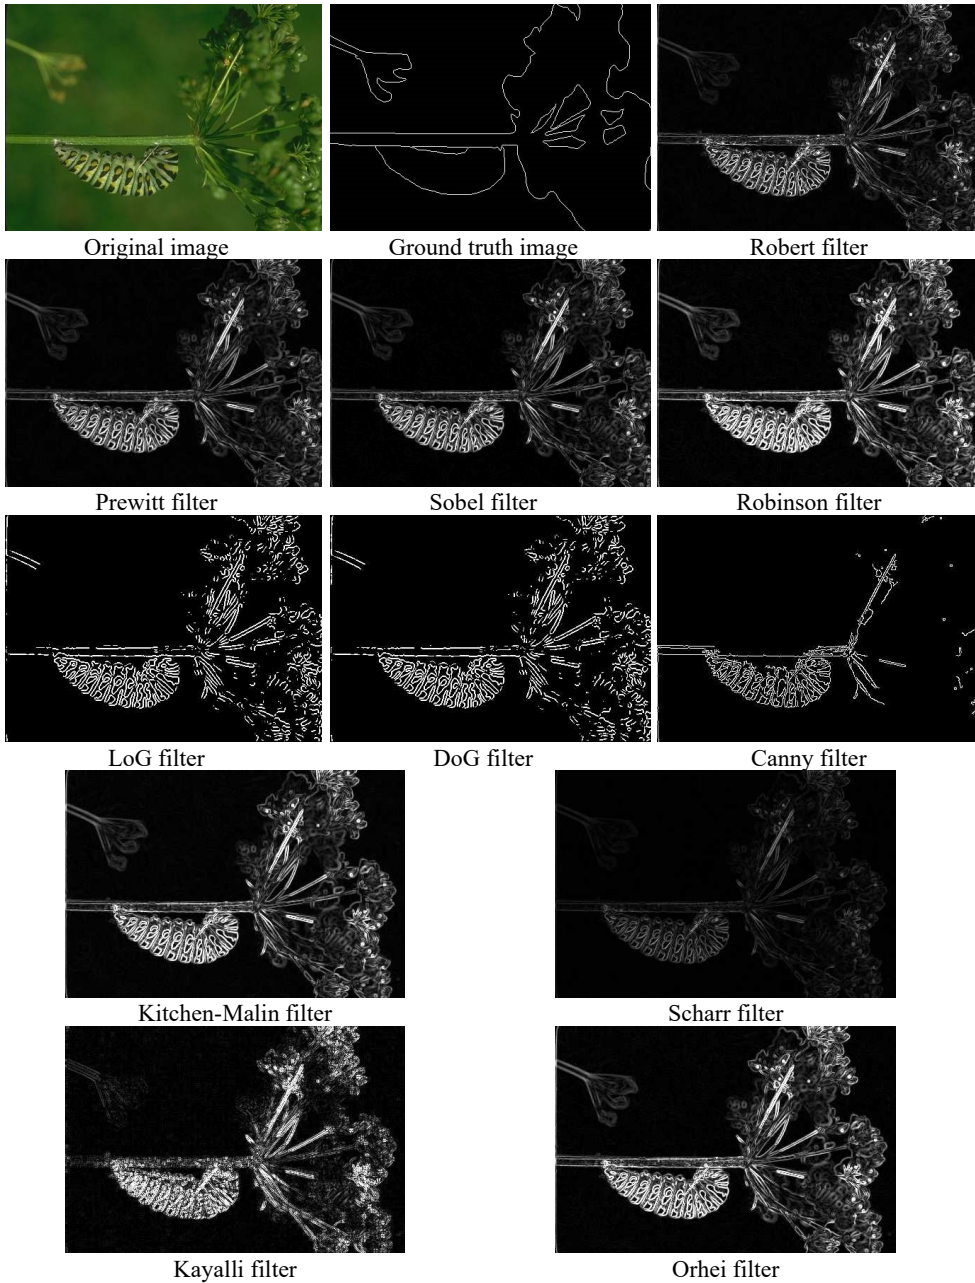 Original image
Ground truth image
Robert filter
Prewitt filter
Sobel filter
Robinson filter
LoG filter
DoG filter
Canny filter
Kitchen-Malin filter
Scharr filter
Kayalli filter
Orhei filter